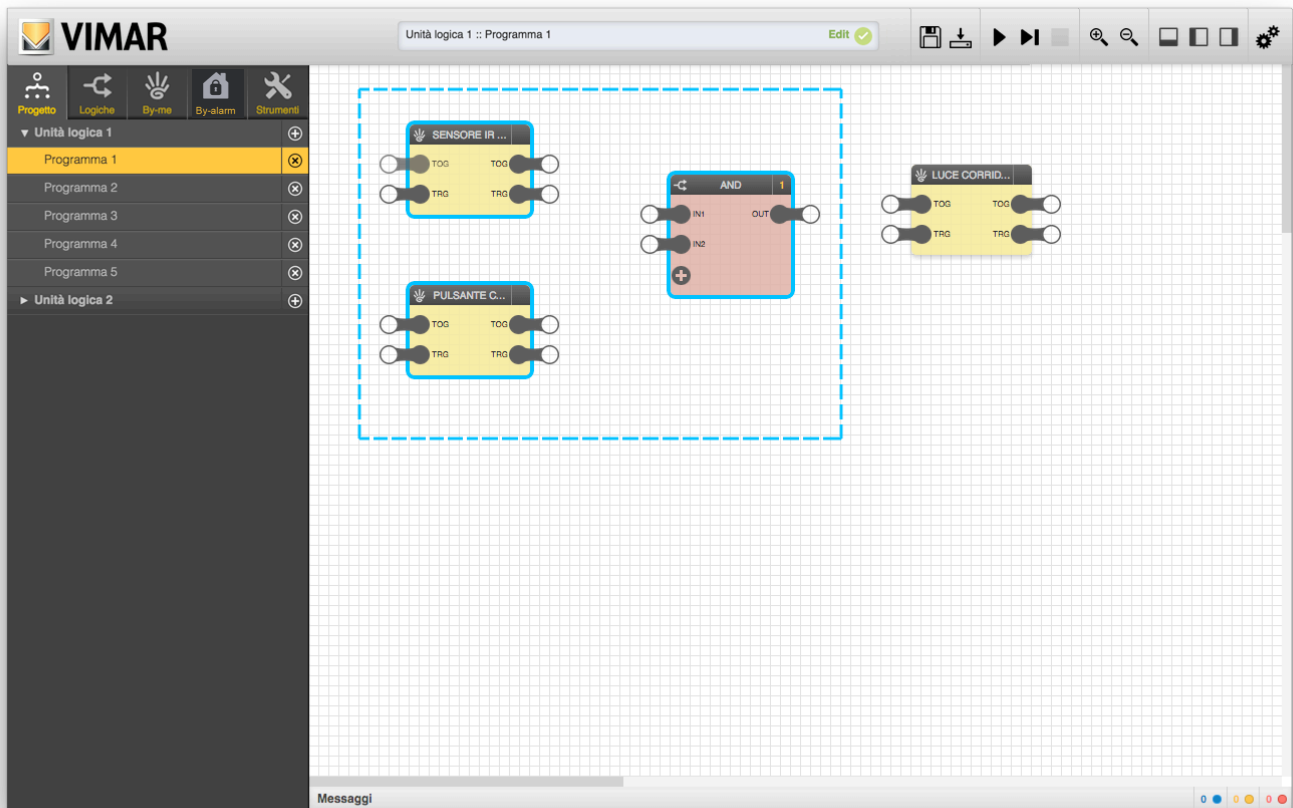 VIMAR
Unità logica 1 :: Programma 1
Edit
Progetto
Logiche
By-me
By-alarm
Strumenti
Unità logica 1
Programma 1
Programma 2
Programma 3
Programma 4
Programma 5
Unità logica 2
SENSORE IR ...
TOG TOG
TRG TRG
AND 1
IN1 OUT
IN2
LUCE CORRID...
TOG TOG
TRG TRG
PULSANTE C...
TOG TOG
TRG TRG
Messaggi
0 0 0